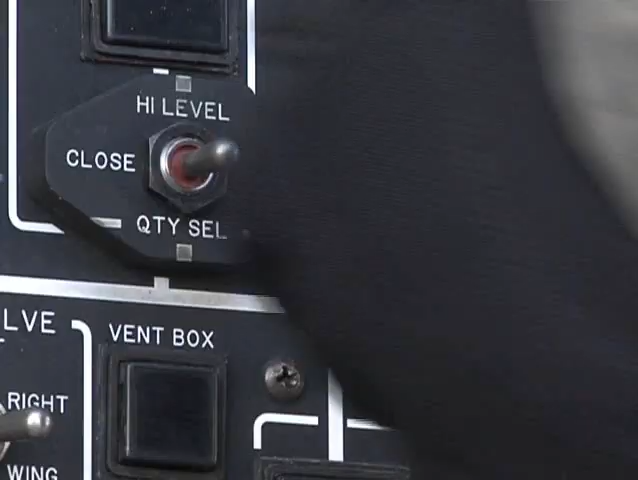 HI LEVEL
CLOSE
QTY SEL
LVE
VENT BOX
RIGHT
WING